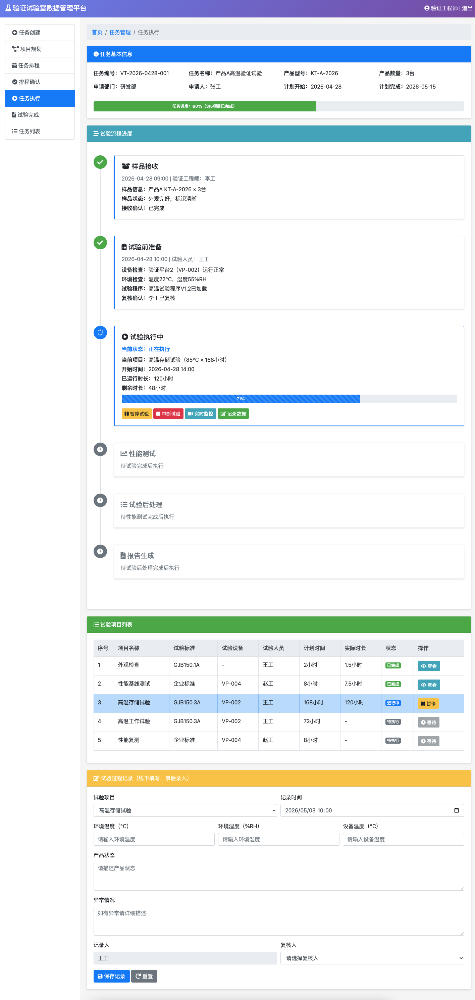 验证试验室数据管理平台
验证工程师 | 退出
任务创建
项目规划
任务排程
排程确认
任务执行
试验完成
任务列表
首页 / 任务管理 / 任务执行
任务基本信息
任务编号：VT-2026-0428-001 任务名称：产品A高温验证试验 产品型号：KT-A-2026 产品数量：3台
申请部门：研发部 申请人：张工 计划开始：2026-04-28 计划完成：2026-05-15
任务进度：60%（3/5项目已完成）
试验流程进度
样品接收
2026-04-28 09:00 | 验证工程师：李工
样品信息：产品A KT-A-2026 × 3台
样品状态：外观完好，标识清晰
接收确认：已完成
试验前准备
2026-04-28 10:00 | 试验人员：王工
设备检查：验证平台2（VP-002）运行正常
环境检查：温度22°C，湿度55%RH
试验程序：高温试验程序V1.2已加载
复核确认：李工已复核
试验执行中
当前状态：正在执行
当前项目：高温存储试验（85°C × 168小时）
开始时间：2026-04-28 14:00
已运行时长：120小时
剩余时长：48小时
71%
暂停试验 中断试验 实时监控 记录数据
性能测试
待试验完成后执行
试验后处理
待性能测试完成后执行
报告生成
待试验后处理完成后执行
试验项目列表
序号 项目名称 试验标准 试验设备 试验人员 计划时间 实际时长 状态 操作
1 外观检查 GJB150.1A - 王工 2小时 1.5小时 已完成 查看
2 性能基线测试 企业标准 VP-004 赵工 8小时 7.5小时 已完成 查看
3 高温存储试验 GJB150.3A VP-002 王工 168小时 120小时 进行中 暂停
4 高温工作试验 GJB150.3A VP-002 王工 72小时 - 待执行 等待
5 性能复测 企业标准 VP-004 赵工 8小时 - 待执行 等待
试验过程记录（线下填写，事后录入）
试验项目 记录时间
高温存储试验 2026/05/03 10:00
环境温度（°C） 环境湿度（%RH） 设备温度（°C）
请输入环境温度 请输入环境湿度 请输入设备温度
产品状态
请描述产品状态
异常情况
如有异常请详细描述
记录人 复核人
王工 请选择复核人
保存记录 重置